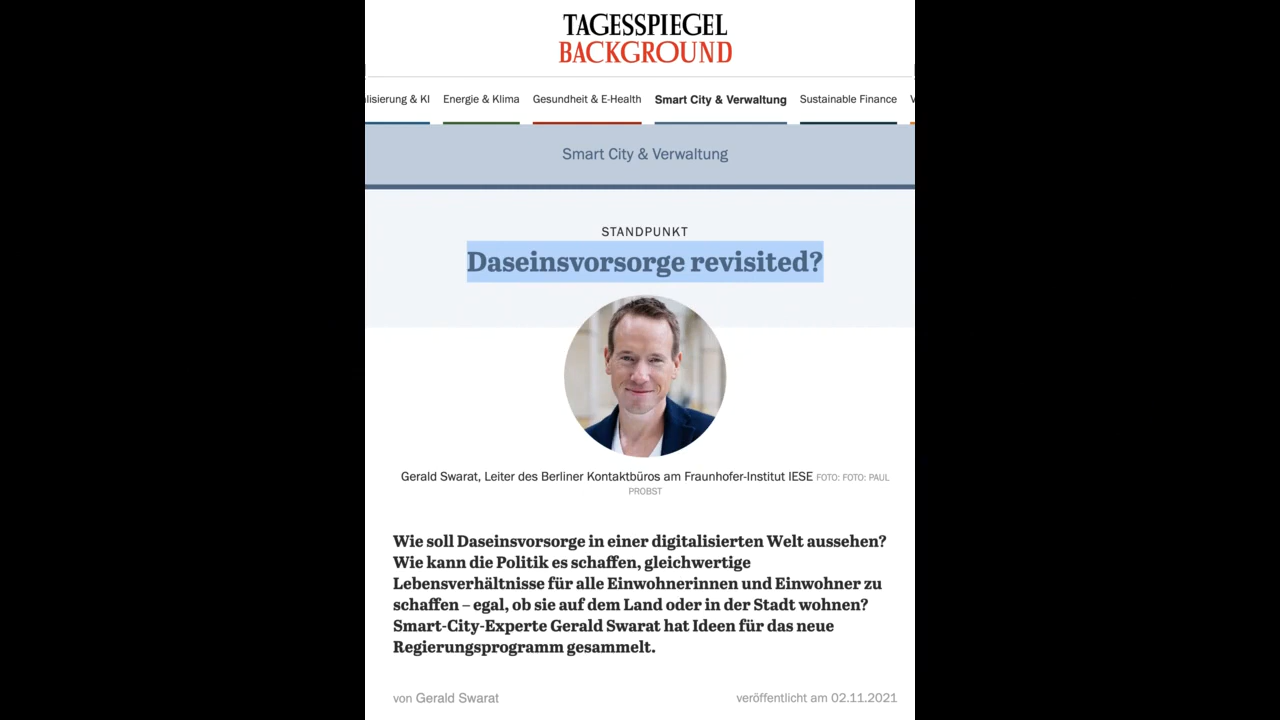 TAGESSPIEGEL
BACKGROUND
lisierung & KI Energie & Klima Gesundheit & E-Health Smart City & Verwaltung Sustainable Finance
Smart City & Verwaltung
STANDPUNKT
Daseinsvorsorge revisited?
Gerald Swarat, Leiter des Berliner Kontaktbüros am Fraunhofer-Institut IESE FOTO: FOTO: PAUL
PROBST
Wie soll Daseinsvorsorge in einer digitalisierten Welt aussehen?
Wie kann die Politik es schaffen, gleichwertige
Lebensverhältnisse für alle Einwohnerinnen und Einwohner zu
schaffen – egal, ob sie auf dem Land oder in der Stadt wohnen?
Smart-City-Experte Gerald Swarat hat Ideen für das neue
Regierungsprogramm gesammelt.
von Gerald Swarat veröffentlicht am 02.11.2021